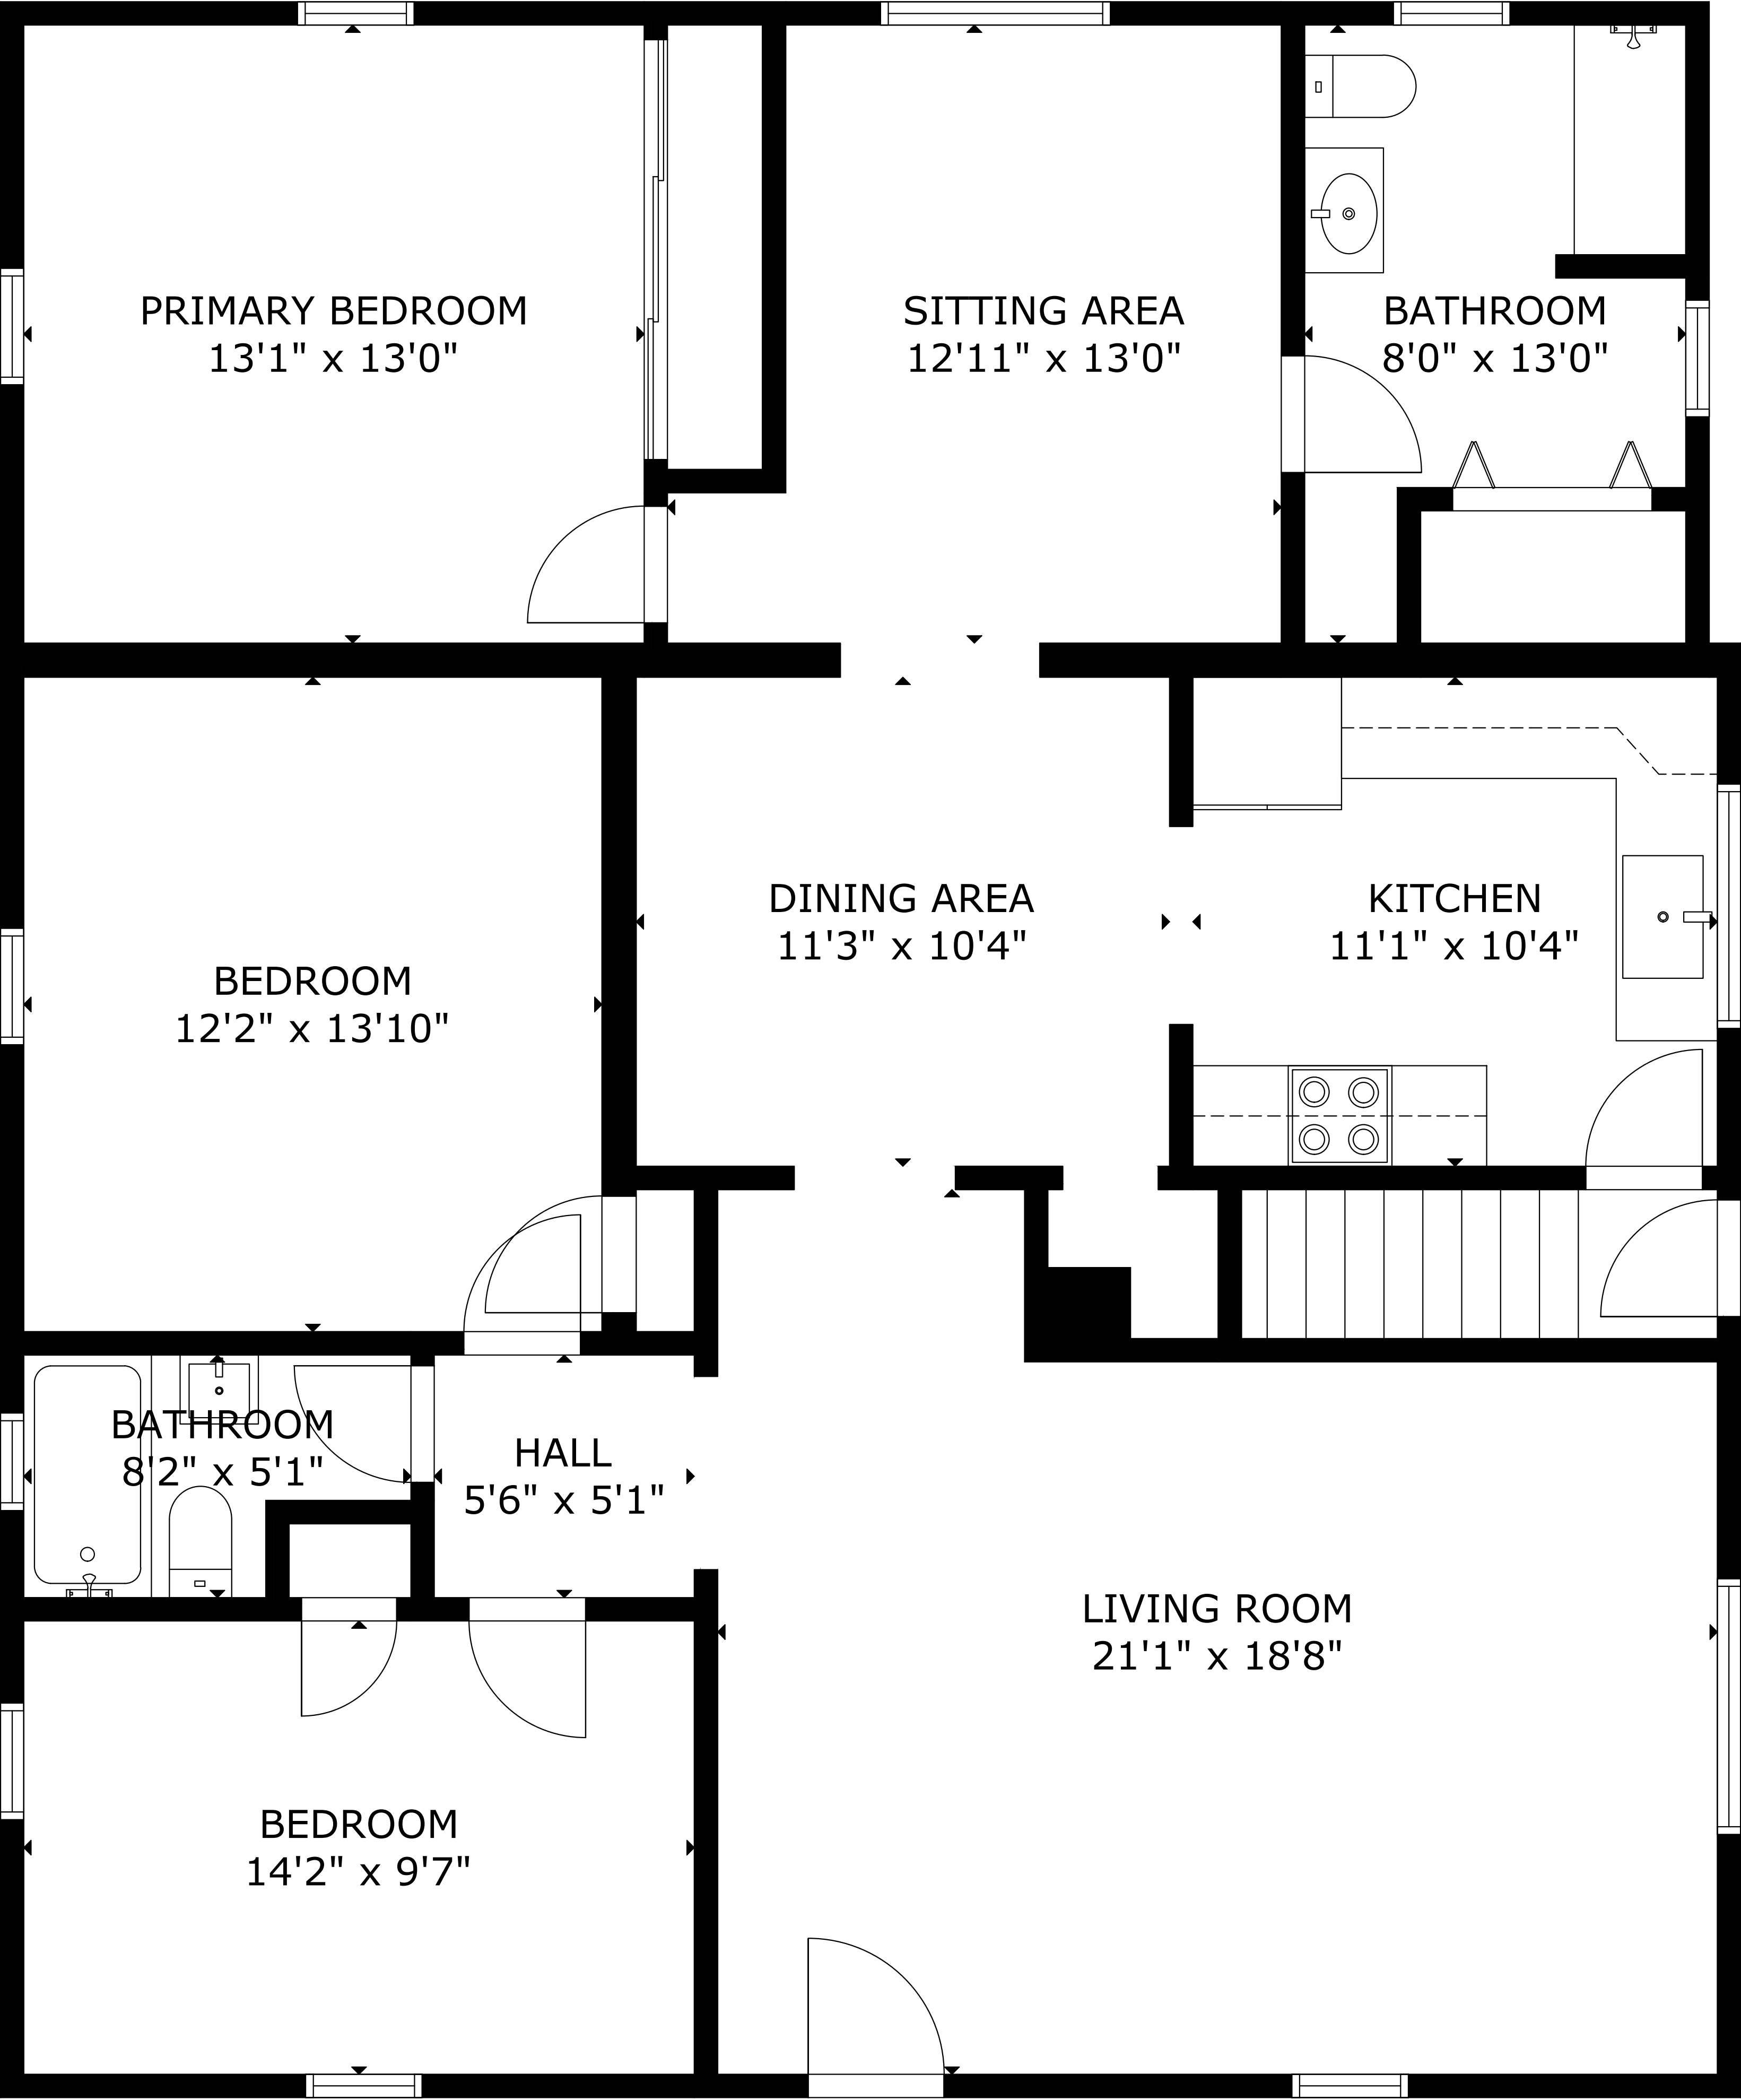 PRIMARY BEDROOM
13'1" x 13'0"
SITTING AREA
12'11" x 13'0"
BATHROOM
8'0" x 13'0"
DINING AREA
11'3" x 10'4"
KITCHEN
11'1" x 10'4"
BEDROOM
12'2" x 13'10"
BATHROOM
8'2" x 5'1"
HALL
5'6" x 5'1"
LIVING ROOM
21'1" x 18'8"
BEDROOM
14'2" x 9'7"